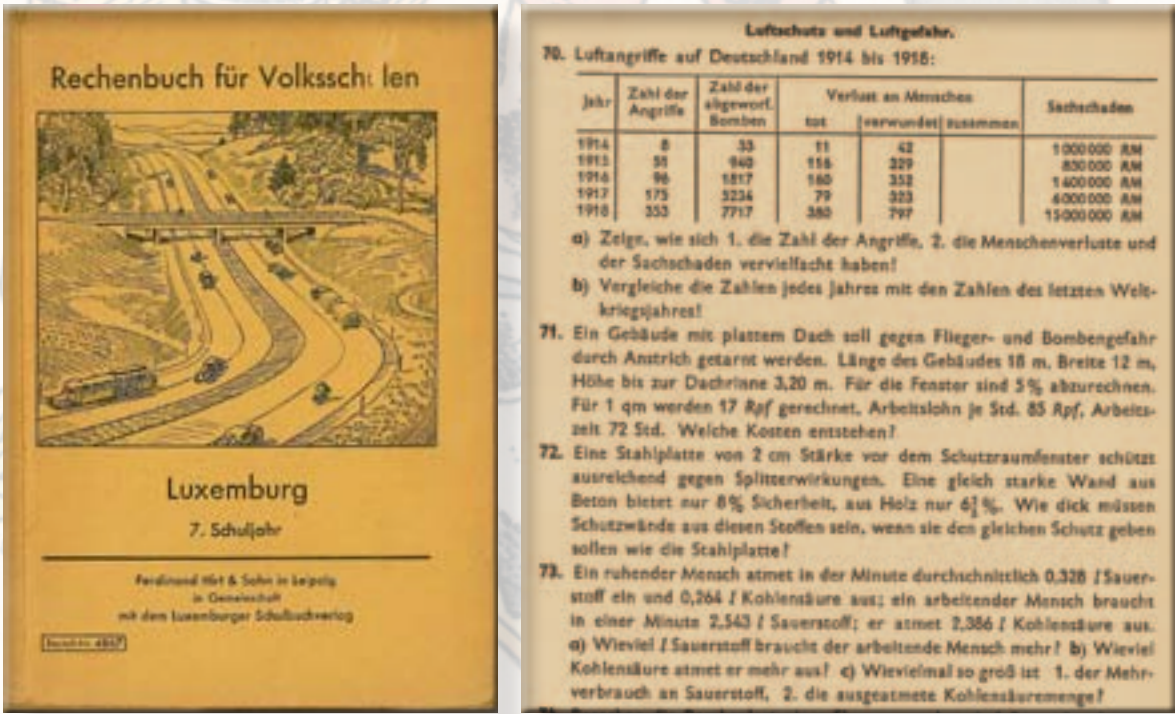 Rechenbuch für Volksschulen
Luxemburg
7. Schuljahr
Ferdinand Hirt & Sohn in Leipzig
in Gemeinschaft
mit dem Luxemburger Schulbuchverlag
Luftschutz und Luftgefahr.
70. Luftangriffe auf Deutschland 1914 bis 1918:
Jahr Zahl der Angriffe Zahl der abgeworf. Bomben Verlust an Menschen Sachschaden
tot verwundet zusammen
1914 8 33 11 42 1000000 RM
1915 51 940 116 329 800000 RM
1916 96 1817 160 352 1400000 RM
1917 175 5234 79 323 6000000 RM
1918 353 7717 380 797 15000000 RM
a) Zeige, wie sich 1. die Zahl der Angriffe, 2. die Menschenverluste und
der Sachschaden vervielfacht haben!
b) Vergleiche die Zahlen jedes Jahres mit den Zahlen des letzten Welt-
kriegsjahres!
71. Ein Gebäude mit plattem Dach soll gegen Flieger- und Bombengefahr
durch Anstrich getarnt werden. Länge des Gebäudes 18 m, Breite 12 m,
Höhe bis zur Dachrinne 3,20 m. Für die Fenster sind 5% abzurechnen.
Für 1 qm werden 17 Rpf gerechnet, Arbeitslohn je Std. 85 Rpf, Arbeits-
zeit 72 Std. Welche Kosten entstehen?
72. Eine Stahlplatte von 2 cm Stärke vor dem Schutzraumfenster schützt
ausreichend gegen Splitterwirkungen. Eine gleich starke Wand aus
Beton bietet nur 8% Sicherheit, aus Holz nur %. Wie dick müssen
Schutzwände aus diesen Stoffen sein, wenn sie den gleichen Schutz geben
sollen wie die Stahlplatte?
73. Ein ruhender Mensch atmet in der Minute durchschnittlich 0,328 l Sauer-
stoff ein und 0,264 l Kohlensäure aus; ein arbeitender Mensch braucht
in einer Minute 2,543 l Sauerstoff; er atmet 2,386 l Kohlensäure aus.
a) Wieviel l Sauerstoff braucht der arbeitende Mensch mehr? b) Wieviel
Kohlensäure atmet er mehr aus? c) Wievielmal so groß ist 1. der Mehr-
verbrauch an Sauerstoff, 2. die ausgeatmete Kohlensäuremenge?